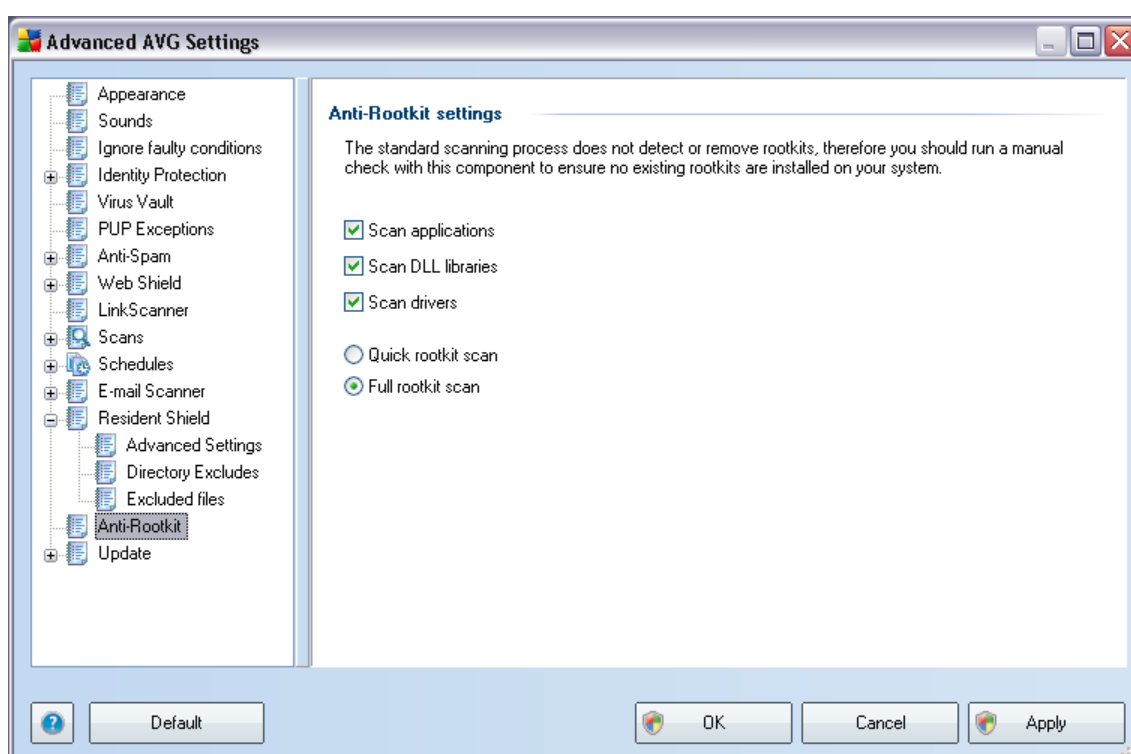 Advanced AVG Settings
Appearance
Sounds
Ignore faulty conditions
Identity Protection
Virus Vault
PUP Exceptions
Anti-Spam
Web Shield
LinkScanner
Scans
Schedules
E-mail Scanner
Resident Shield
Advanced Settings
Directory Excludes
Excluded files
Anti-Rootkit
Update
Anti-Rootkit settings
The standard scanning process does not detect or remove rootkits, therefore you should run a manual
check with this component to ensure no existing rootkits are installed on your system.
Scan applications
Scan DLL libraries
Scan drivers
Quick rootkit scan
Full rootkit scan
? Default OK Cancel Apply